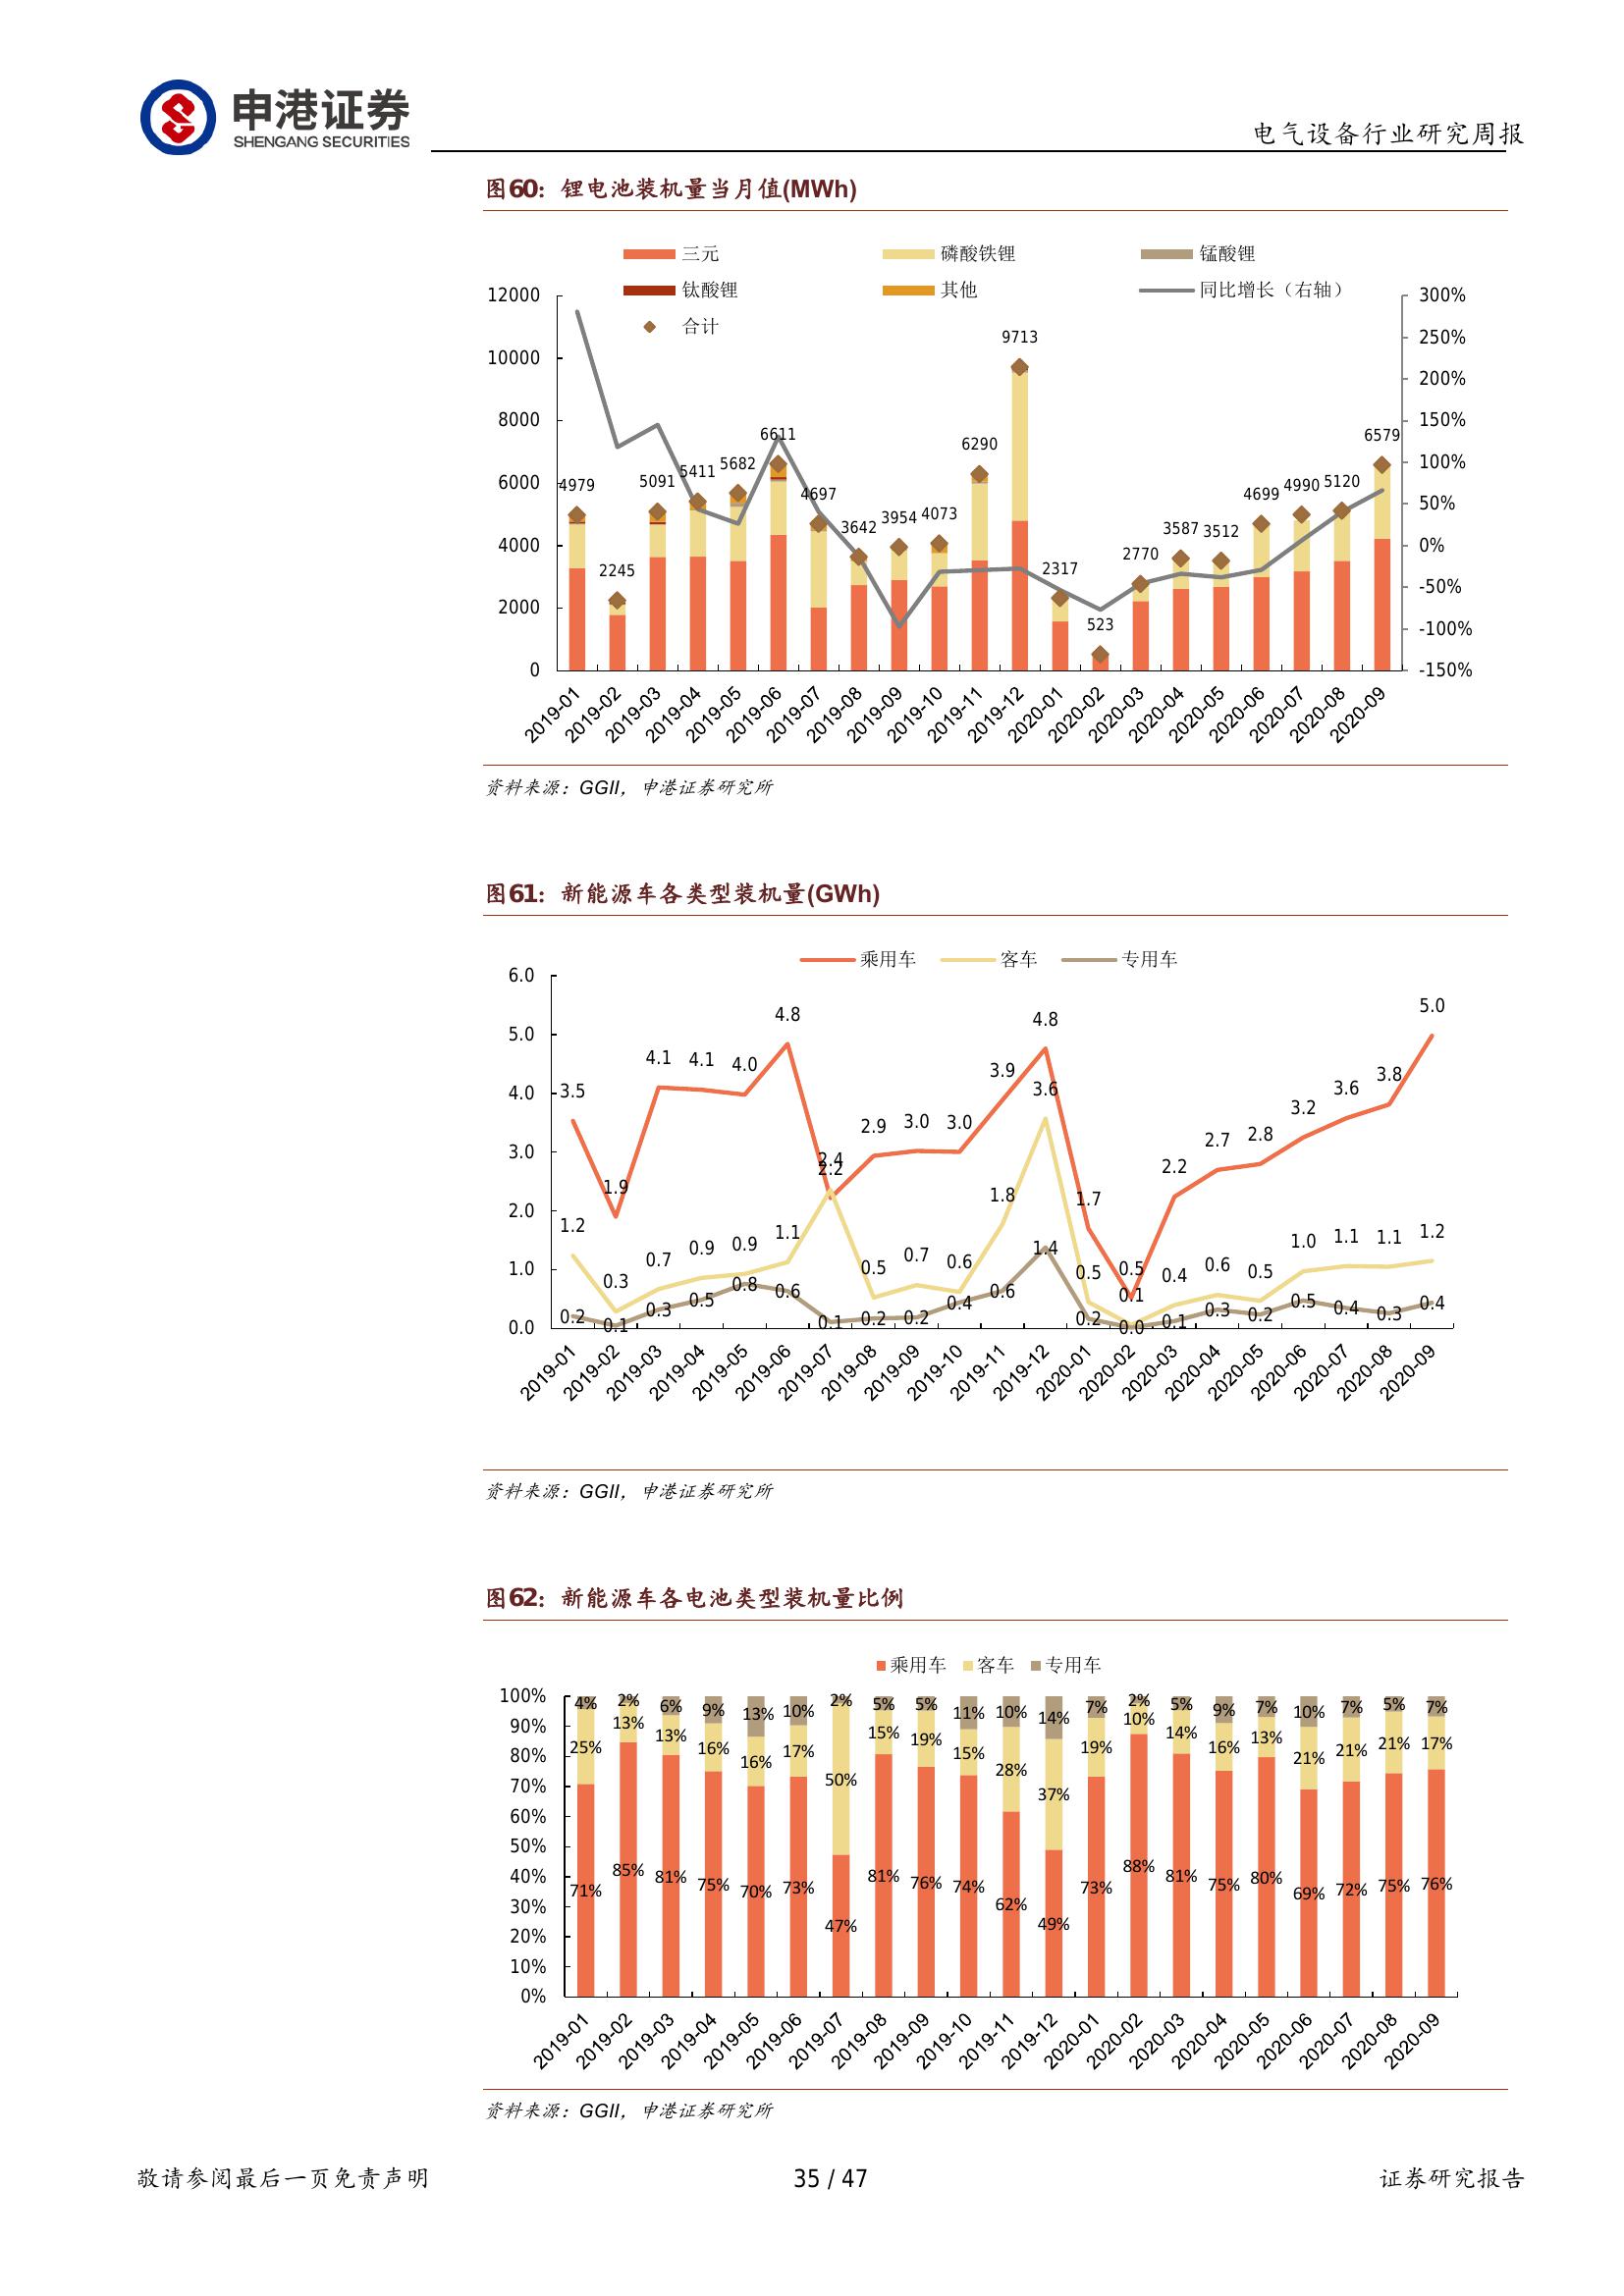 申港证券
SHENGANG SECURITIES
电气设备行业研究周报
图60：锂电池装机量当月值(MWh)
三元 磷酸铁锂 锰酸锂
钛酸锂 其他 同比增长（右轴）
合计
12000
10000
8000
6000
4000
2000
0
300%
250%
200%
150%
100%
50%
0%
-50%
-100%
-150%
4979 2245 5091 5411 5682 6611 4697 3642 3954 4073 6290 9713 2317 523 2770 3587 3512 4699 4990 5120 6579
2019-01 2019-02 2019-03 2019-04 2019-05 2019-06 2019-07 2019-08 2019-09 2019-10 2019-11 2019-12 2020-01 2020-02 2020-03 2020-04 2020-05 2020-06 2020-07 2020-08 2020-09
资料来源：GGII，申港证券研究所
图61：新能源车各类型装机量(GWh)
乘用车 客车 专用车
6.0
5.0
4.0
3.0
2.0
1.0
0.0
3.5 1.9 4.1 4.1 4.0 4.8 2.2 2.9 3.0 3.0 3.9 4.8 1.7 0.5 2.2 2.7 2.8 3.2 3.6 3.8 5.0
1.2 0.3 0.7 0.9 0.9 1.1 2.4 0.5 0.7 0.6 1.8 3.6 0.5 0.1 0.4 0.6 0.5 1.0 1.1 1.1 1.2
0.2 0.1 0.3 0.5 0.8 0.6 0.1 0.2 0.2 0.4 0.6 1.4 0.2 0.0 0.1 0.3 0.2 0.5 0.4 0.3 0.4
2019-01 2019-02 2019-03 2019-04 2019-05 2019-06 2019-07 2019-08 2019-09 2019-10 2019-11 2019-12 2020-01 2020-02 2020-03 2020-04 2020-05 2020-06 2020-07 2020-08 2020-09
资料来源：GGII，申港证券研究所
图62：新能源车各电池类型装机量比例
乘用车 客车 专用车
100%
90%
80%
70%
60%
50%
40%
30%
20%
10%
0%
4% 2% 6% 9% 13% 10% 2% 5% 5% 11% 10% 14% 7% 2% 5% 9% 7% 10% 7% 5% 7%
25% 13% 13% 16% 16% 17% 50% 15% 19% 15% 28% 37% 19% 10% 14% 16% 13% 21% 21% 21% 17%
71% 85% 81% 75% 70% 73% 47% 81% 76% 74% 62% 49% 73% 88% 81% 75% 80% 69% 72% 75% 76%
2019-01 2019-02 2019-03 2019-04 2019-05 2019-06 2019-07 2019-08 2019-09 2019-10 2019-11 2019-12 2020-01 2020-02 2020-03 2020-04 2020-05 2020-06 2020-07 2020-08 2020-09
资料来源：GGII，申港证券研究所
敬请参阅最后一页免责声明
35 / 47
证券研究报告